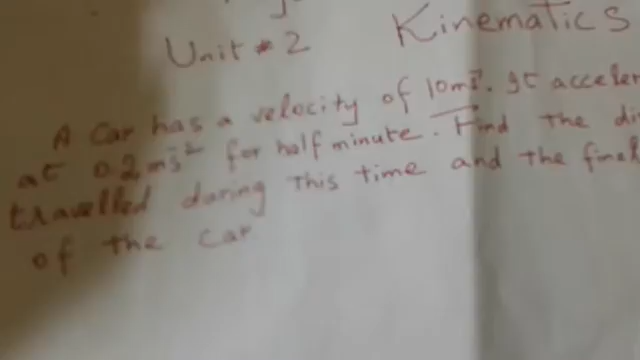 Unit # 2 Kinematics
A car has a velocity of 10ms⁻¹. It acceler
at 0.2ms⁻² for half minute. Find the di
travelled during this time and the final
of the car